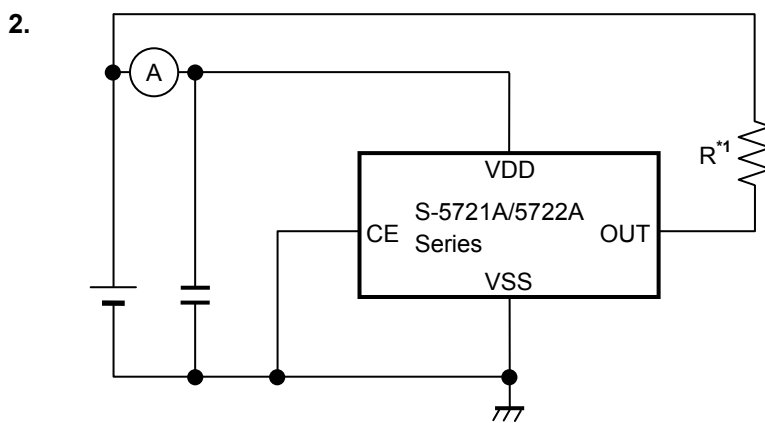 2.
A
R*1
VDD
S-5721A/5722A
CE
Series
OUT
VSS